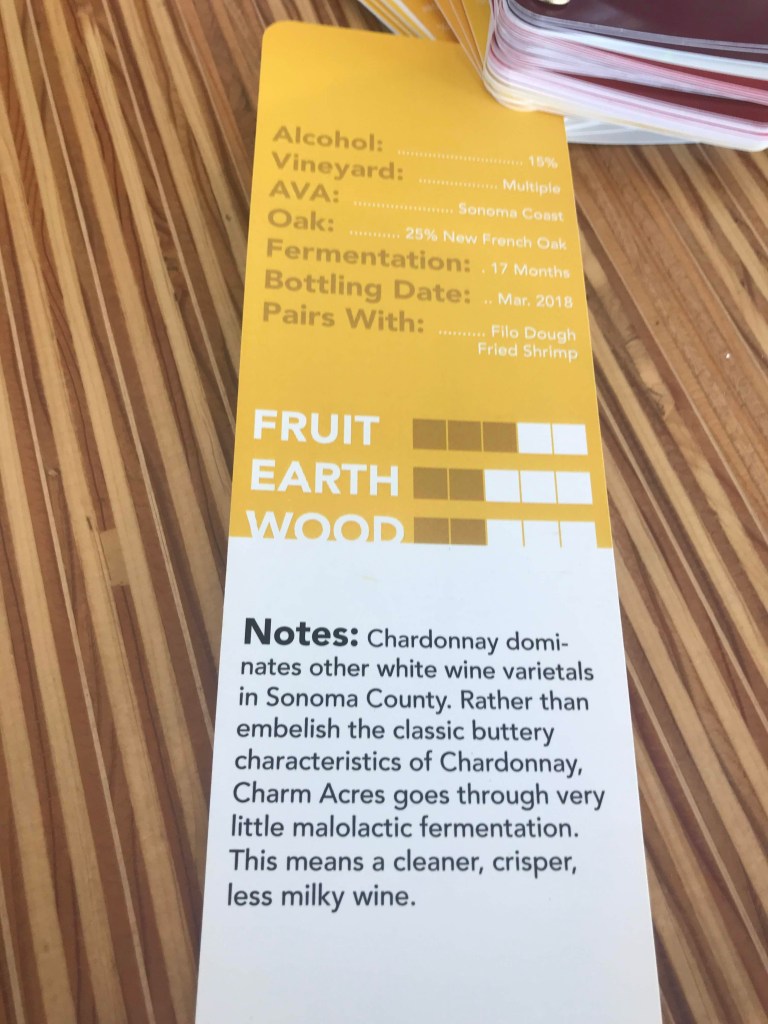 Alcohol: ............................ 15%
Vineyard: ................. Multiple
AVA: ...................... Sonoma Coast
Oak: ........... 25% New French Oak
Fermentation: . 17 Months
Bottling Date: .. Mar. 2018
Pairs With: .......... Filo Dough
Fried Shrimp
FRUIT
EARTH
WOOD
Notes: Chardonnay domi-
nates other white wine varietals
in Sonoma County. Rather than
embelish the classic buttery
characteristics of Chardonnay,
Charm Acres goes through very
little malolactic fermentation.
This means a cleaner, crisper,
less milky wine.